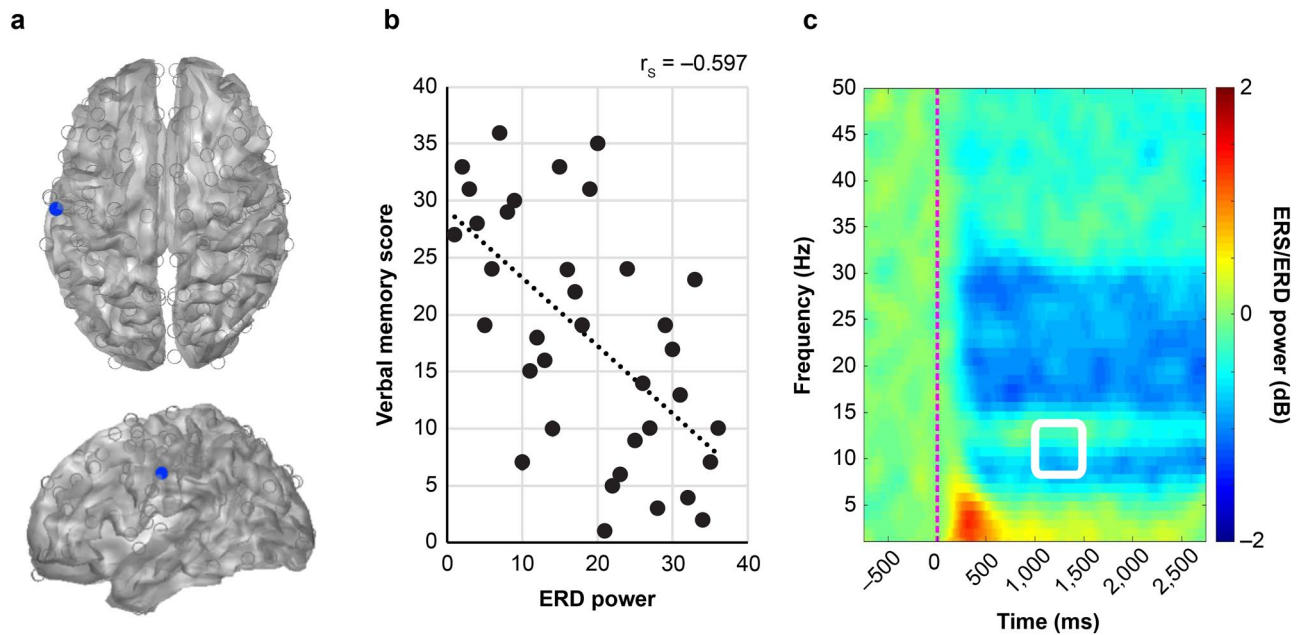 a
b
rS = –0.597
40
35
30
25
20
15
10
5
0
0 10 20 30 40
Verbal memory score
ERD power
c
50
45
40
35
30
25
20
15
10
5
–500 0 500 1,000 1,500 2,000 2,500
Frequency (Hz)
Time (ms)
2
0
–2
ERS/ERD power (dB)